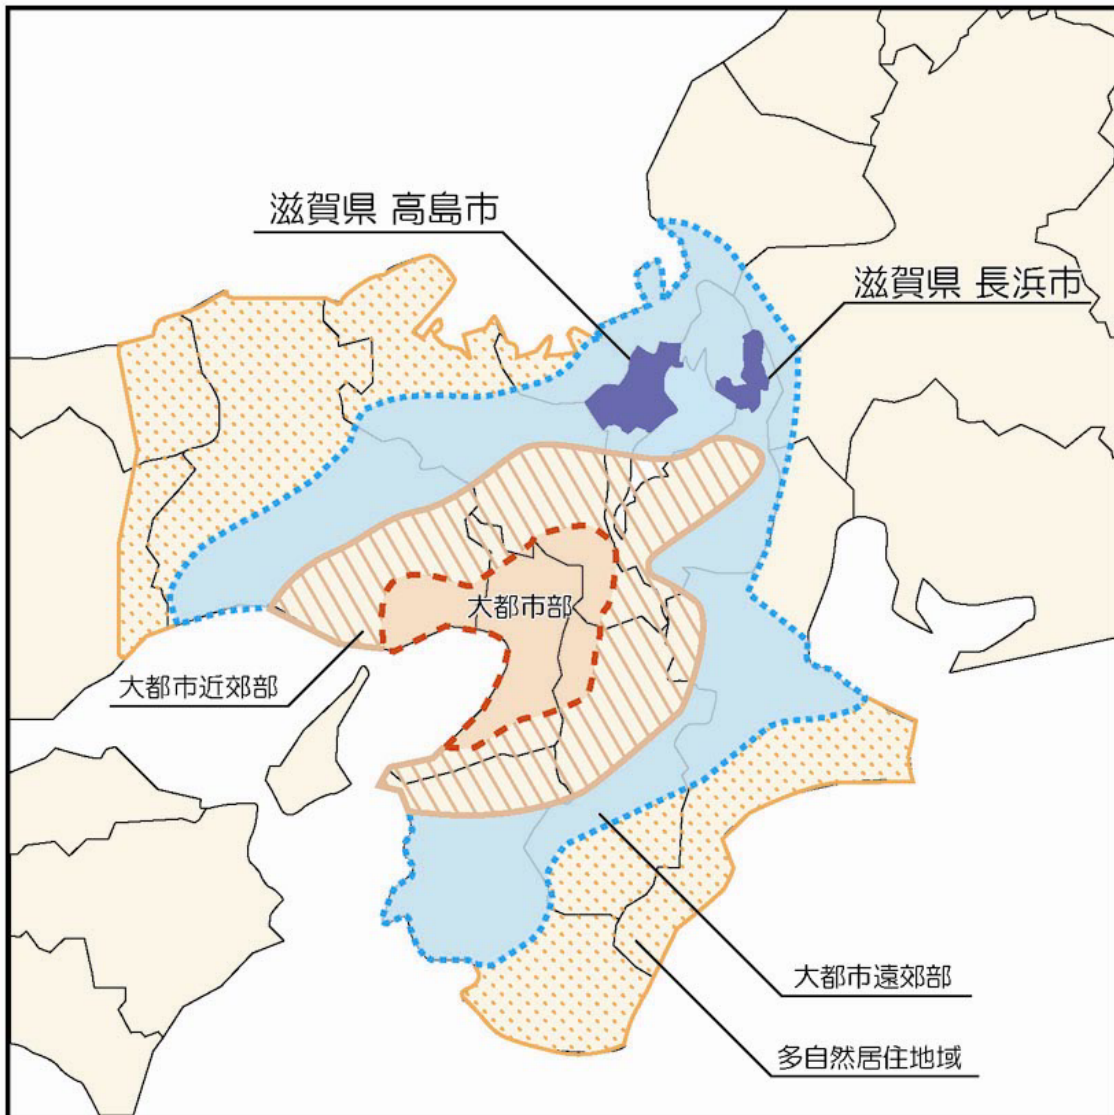 滋賀県 高島市
滋賀県 長浜市
大都市部
大都市近郊部
大都市遠郊部
多自然居住地域